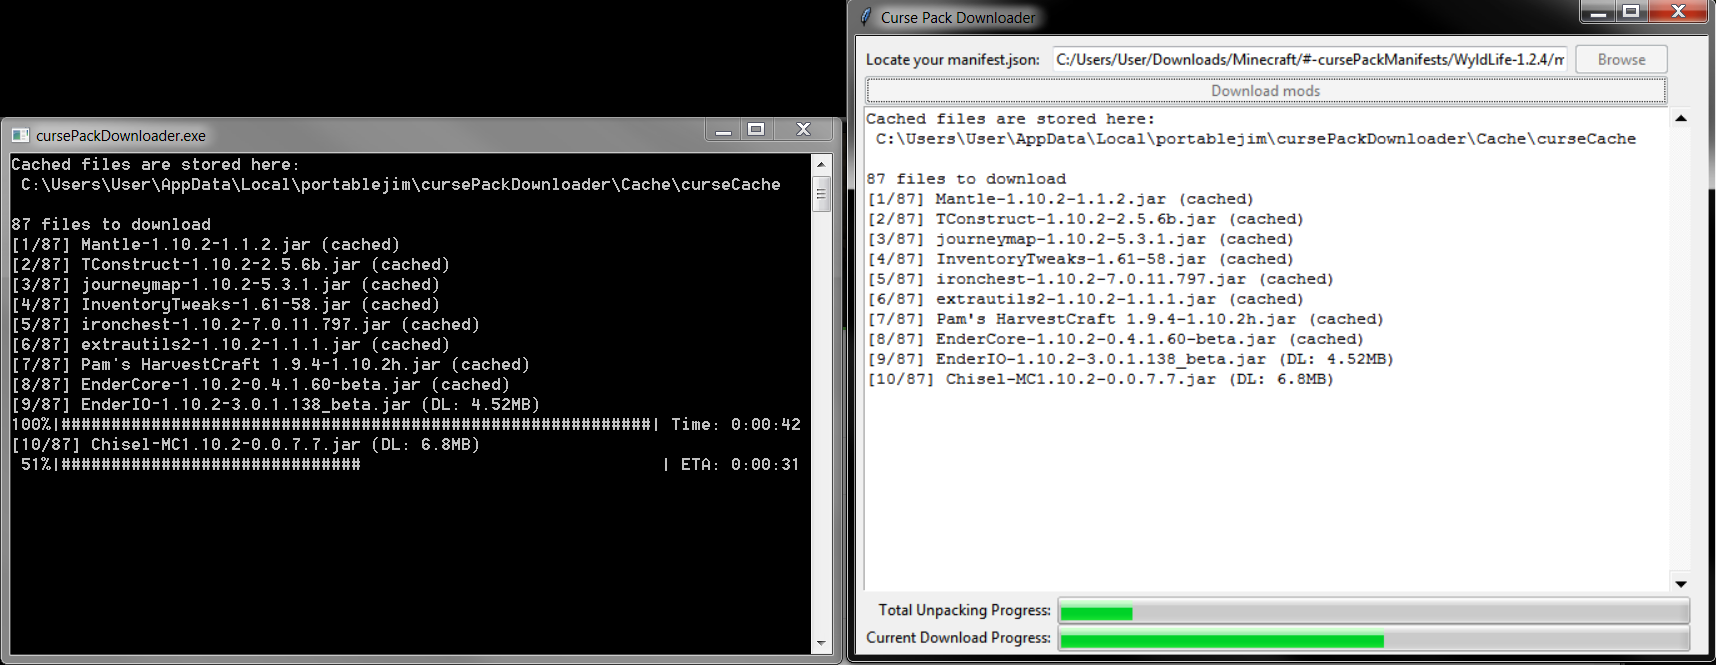 cursePackDownloader.exe
Cached files are stored here:
C:\Users\User\AppData\Local\portablejim\cursePackDownloader\Cache\curseCache
87 files to download
[1/87] Mantle-1.10.2-1.1.2.jar (cached)
[2/87] TConstruct-1.10.2-2.5.6b.jar (cached)
[3/87] journeymap-1.10.2-5.3.1.jar (cached)
[4/87] InventoryTweaks-1.61-58.jar (cached)
[5/87] ironchest-1.10.2-7.0.11.797.jar (cached)
[6/87] extrautils2-1.10.2-1.1.1.jar (cached)
[7/87] Pam's HarvestCraft 1.9.4-1.10.2h.jar (cached)
[8/87] EnderCore-1.10.2-0.4.1.60-beta.jar (cached)
[9/87] EnderIO-1.10.2-3.0.1.138_beta.jar (DL: 4.52MB)
100%|###########################################################| Time: 0:00:42
[10/87] Chisel-MC1.10.2-0.0.7.7.jar (DL: 6.8MB)
51%|############################## | ETA: 0:00:31
Curse Pack Downloader
Locate your manifest.json: C:/Users/User/Downloads/Minecraft/#-cursePackManifests/WyldLife-1.2.4/m Browse
Download mods
Cached files are stored here:
C:\Users\User\AppData\Local\portablejim\cursePackDownloader\Cache\curseCache
87 files to download
[1/87] Mantle-1.10.2-1.1.2.jar (cached)
[2/87] TConstruct-1.10.2-2.5.6b.jar (cached)
[3/87] journeymap-1.10.2-5.3.1.jar (cached)
[4/87] InventoryTweaks-1.61-58.jar (cached)
[5/87] ironchest-1.10.2-7.0.11.797.jar (cached)
[6/87] extrautils2-1.10.2-1.1.1.jar (cached)
[7/87] Pam's HarvestCraft 1.9.4-1.10.2h.jar (cached)
[8/87] EnderCore-1.10.2-0.4.1.60-beta.jar (cached)
[9/87] EnderIO-1.10.2-3.0.1.138_beta.jar (DL: 4.52MB)
[10/87] Chisel-MC1.10.2-0.0.7.7.jar (DL: 6.8MB)
Total Unpacking Progress:
Current Download Progress: